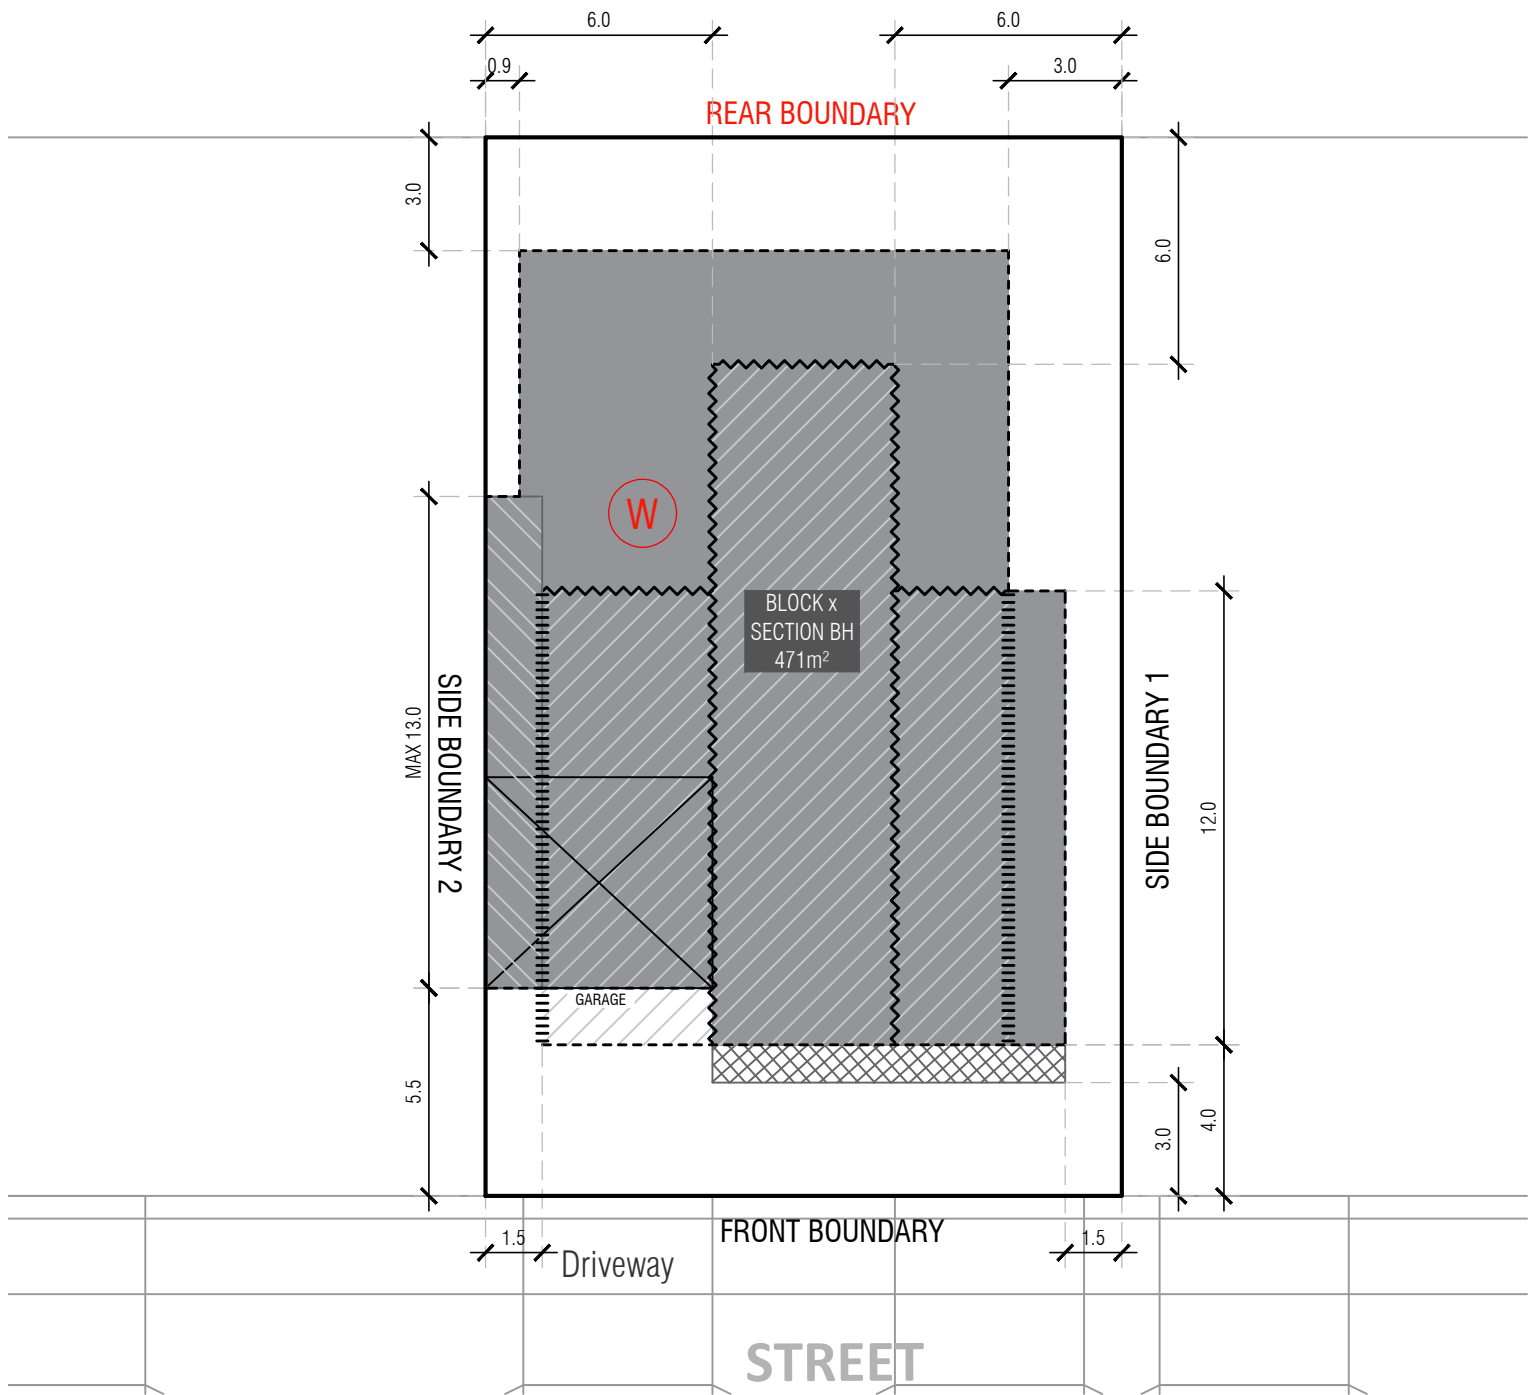 6.0
6.0
0.9
3.0
REAR BOUNDARY
3.0
6.0
W
BLOCK x
SECTION BH
471m²
SIDE BOUNDARY 2
MAX 13.0
SIDE BOUNDARY 1
12.0
GARAGE
5.5
3.0
4.0
FRONT BOUNDARY
1.5
1.5
Driveway
STREET